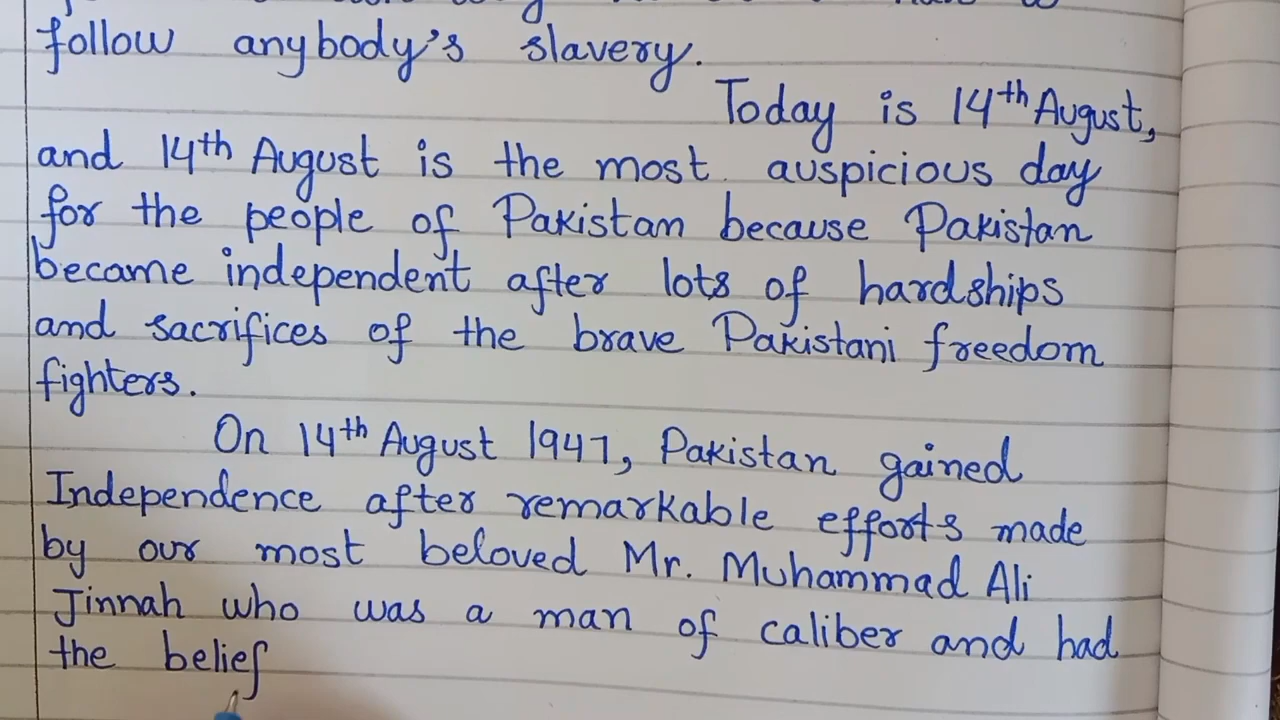 follow anybody's slavery.
Today is 14th August,
and 14th August is the most auspicious day
for the people of Pakistan because Pakistan
became independent after lots of hardships
and sacrifices of the brave Pakistani freedom
fighters.
On 14th August 1947, Pakistan gained
Independence after remarkable efforts made
by our most beloved Mr. Muhammad Ali
Jinnah who was a man of caliber and had
the belief